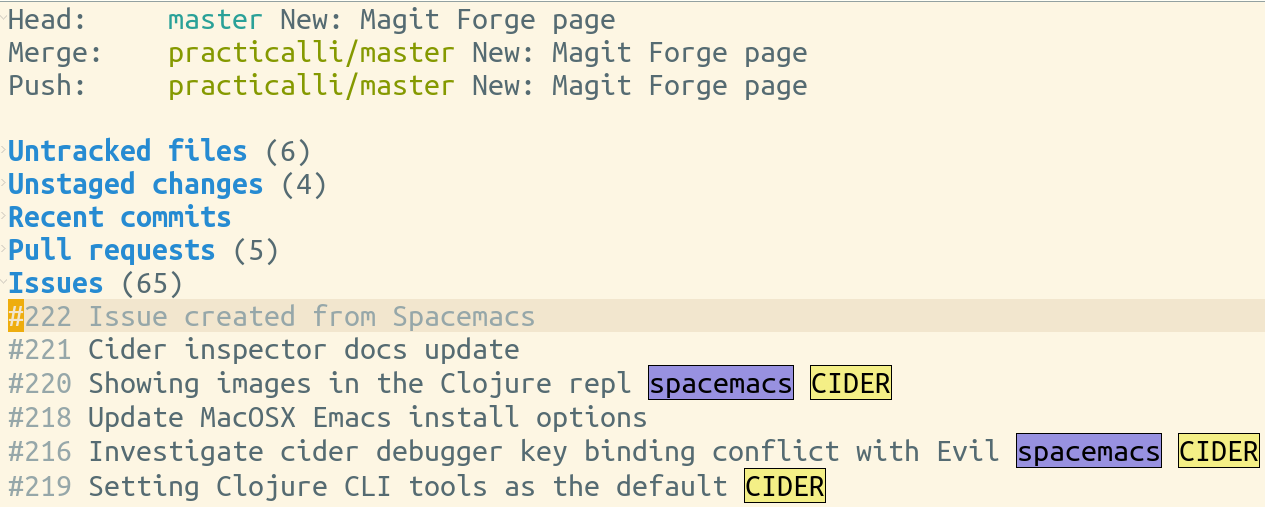 Head: master New: Magit Forge page
Merge: practicalli/master New: Magit Forge page
Push: practicalli/master New: Magit Forge page
Untracked files (6)
Unstaged changes (4)
Recent commits
Pull requests (5)
Issues (65)
#222 Issue created from Spacemacs
#221 Cider inspector docs update
#220 Showing images in the Clojure repl spacemacs CIDER
#218 Update MacOSX Emacs install options
#216 Investigate cider debugger key binding conflict with Evil spacemacs CIDER
#219 Setting Clojure CLI tools as the default CIDER